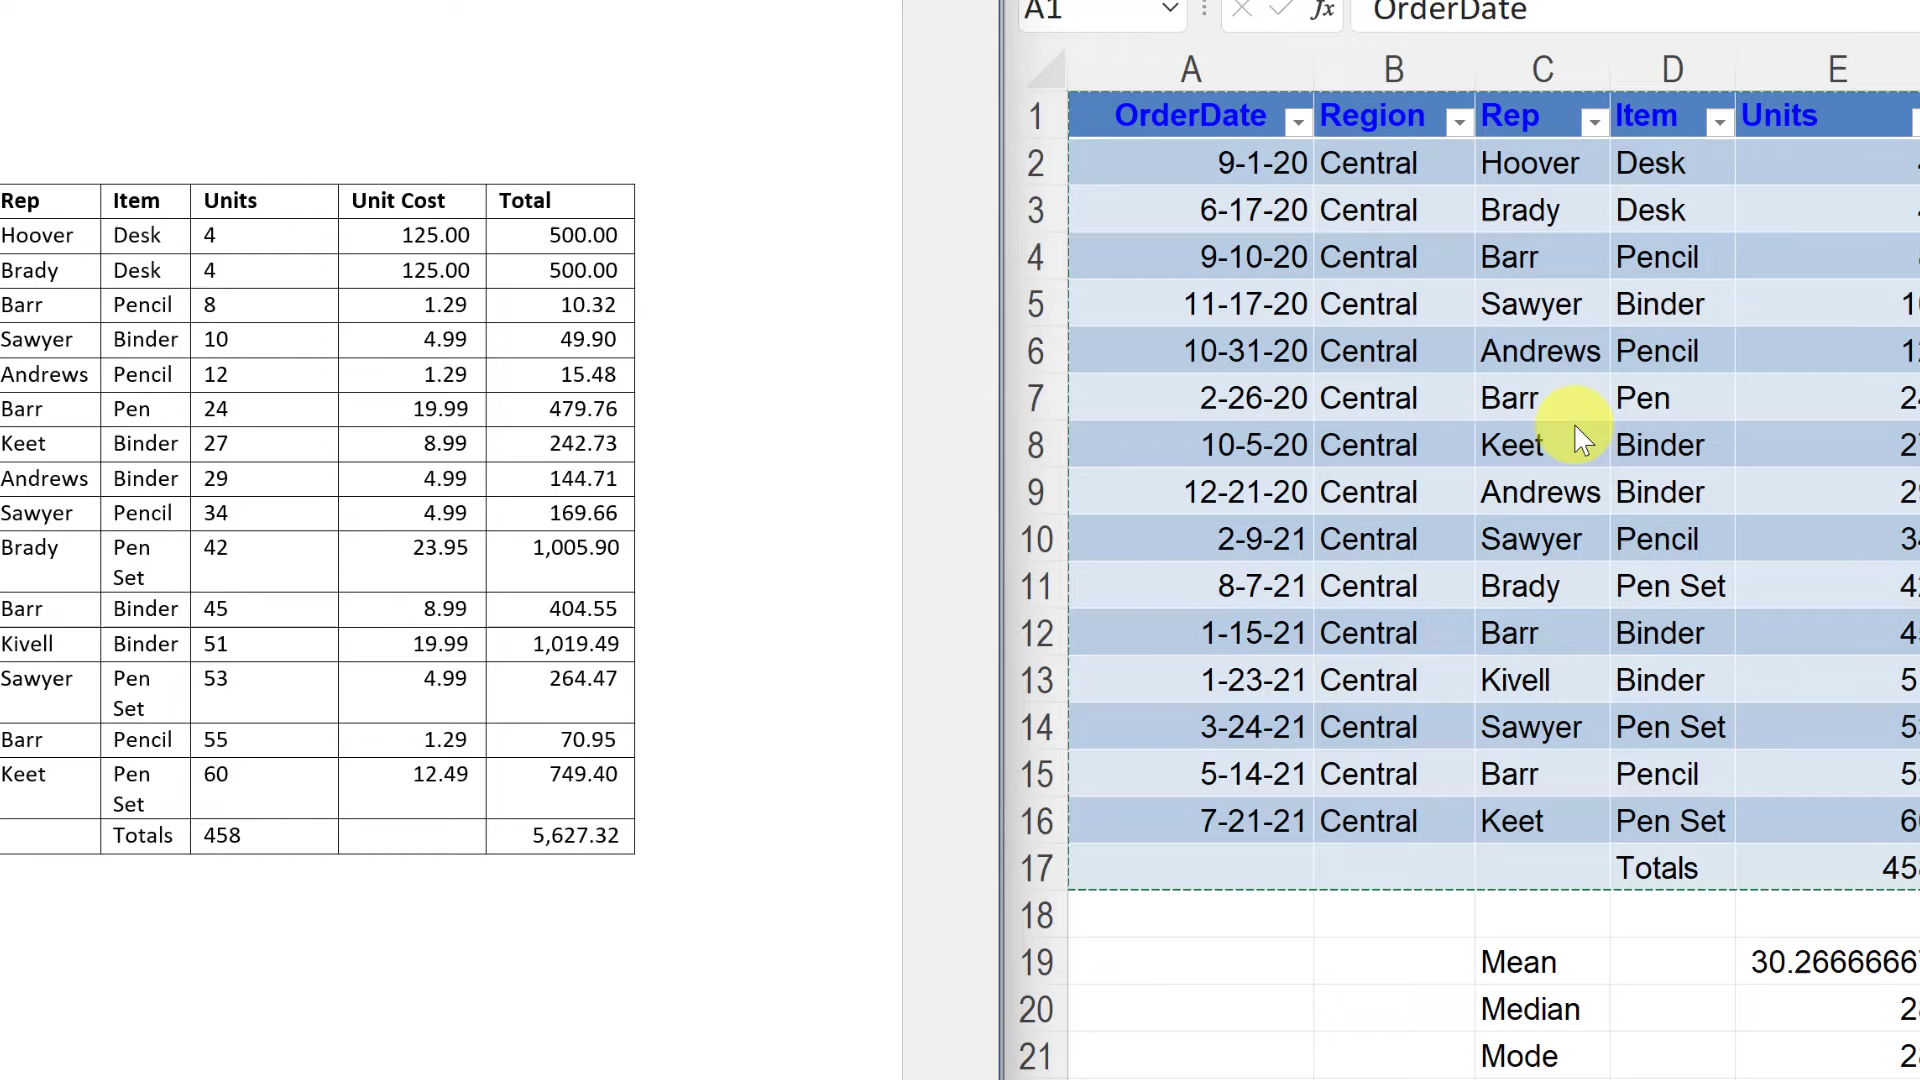 Rep Item Units Unit Cost Total
Hoover Desk 4 125.00 500.00
Brady Desk 4 125.00 500.00
Barr Pencil 8 1.29 10.32
Sawyer Binder 10 4.99 49.90
Andrews Pencil 12 1.29 15.48
Barr Pen 24 19.99 479.76
Keet Binder 27 8.99 242.73
Andrews Binder 29 4.99 144.71
Sawyer Pencil 34 4.99 169.66
Brady Pen 42 23.95 1,005.90
Set
Barr Binder 45 8.99 404.55
Kivell Binder 51 19.99 1,019.49
Sawyer Pen 53 4.99 264.47
Set
Barr Pencil 55 1.29 70.95
Keet Pen 60 12.49 749.40
Set
Totals 458 5,627.32
A1 fx OrderDate
A B C D E
1 OrderDate Region Rep Item Units
2 9-1-20 Central Hoover Desk
3 6-17-20 Central Brady Desk
4 9-10-20 Central Barr Pencil
5 11-17-20 Central Sawyer Binder
6 10-31-20 Central Andrews Pencil
7 2-26-20 Central Barr Pen
8 10-5-20 Central Keet Binder
9 12-21-20 Central Andrews Binder
10 2-9-21 Central Sawyer Pencil
11 8-7-21 Central Brady Pen Set
12 1-15-21 Central Barr Binder
13 1-23-21 Central Kivell Binder
14 3-24-21 Central Sawyer Pen Set
15 5-14-21 Central Barr Pencil
16 7-21-21 Central Keet Pen Set
17 Totals
18
19 Mean 30.2666666
20 Median
21 Mode